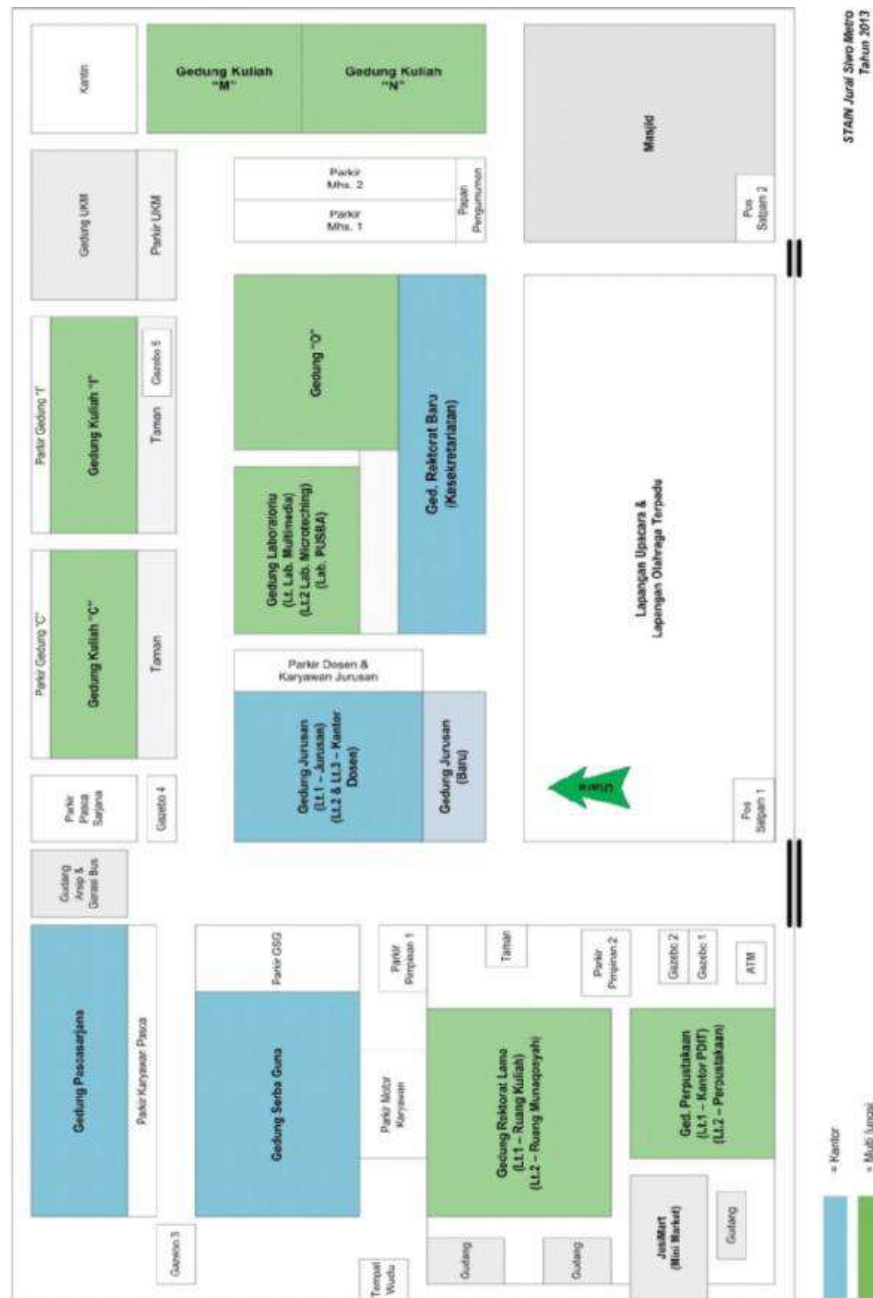 STAIN Jurai Siwo Metro
Tahun 2013
Kantin
Gedung Kuliah
"M"
Gedung Kuliah
"N"
Masjid
Pos
Satpam 2
Gedung UKM
Parkir UKM
Parkir
Mhs. 2
Parkir
Mhs. 1
Papan
Pengumuman
Parkir Gedung "I"
Gedung Kuliah "I"
Gazebo 5
Taman
Gedung "O"
Ged. Rektorat Baru
(Kesekretariatan)
Gedung Laboratoriu
(Lt. Lab. Multimedia)
(Lt.2 Lab. Microteching)
(Lab. PUSBA)
Lapangan Upacara &
Lapangan Olahraga Terpadu
Parkir Gedung "C"
Gedung Kuliah "C"
Taman
Parkir Dosen &
Karyawan Jurusan
Gedung Jurusan
(Lt.1 – Jurusan)
(Lt.2 & Lt.3 – Kantor
Dosen)
Gedung Jurusan
(Baru)
Utara
Pos
Satpam 1
Parkir
Pasca
Sarjana
Gazebo 4
Gudang
Arsip &
Garasi Bus
Gedung Pascasarjana
Parkir Karyawan Pasca
Parkir GSG
Gedung Serba Guna
Parkir
Pimpinan 1
Taman
Parkir
Pimpinan 2
Gazebo 2
Gazebo 1
ATM
Parkir Motor
Karyawan
Gedung Rektorat Lama
(Lt.1 – Ruang Kuliah)
(Lt.2 – Ruang Munaqosyah)
Ged. Perpustakaan
(Lt.1 – Kantor PDIT)
(Lt.2 – Perpustakaan)
Gazebo 3
Tempat
Wudu
Gudang
Gudang
JusiMart
(Mini Market)
Gudang
= Kantor
= Multi fungsi